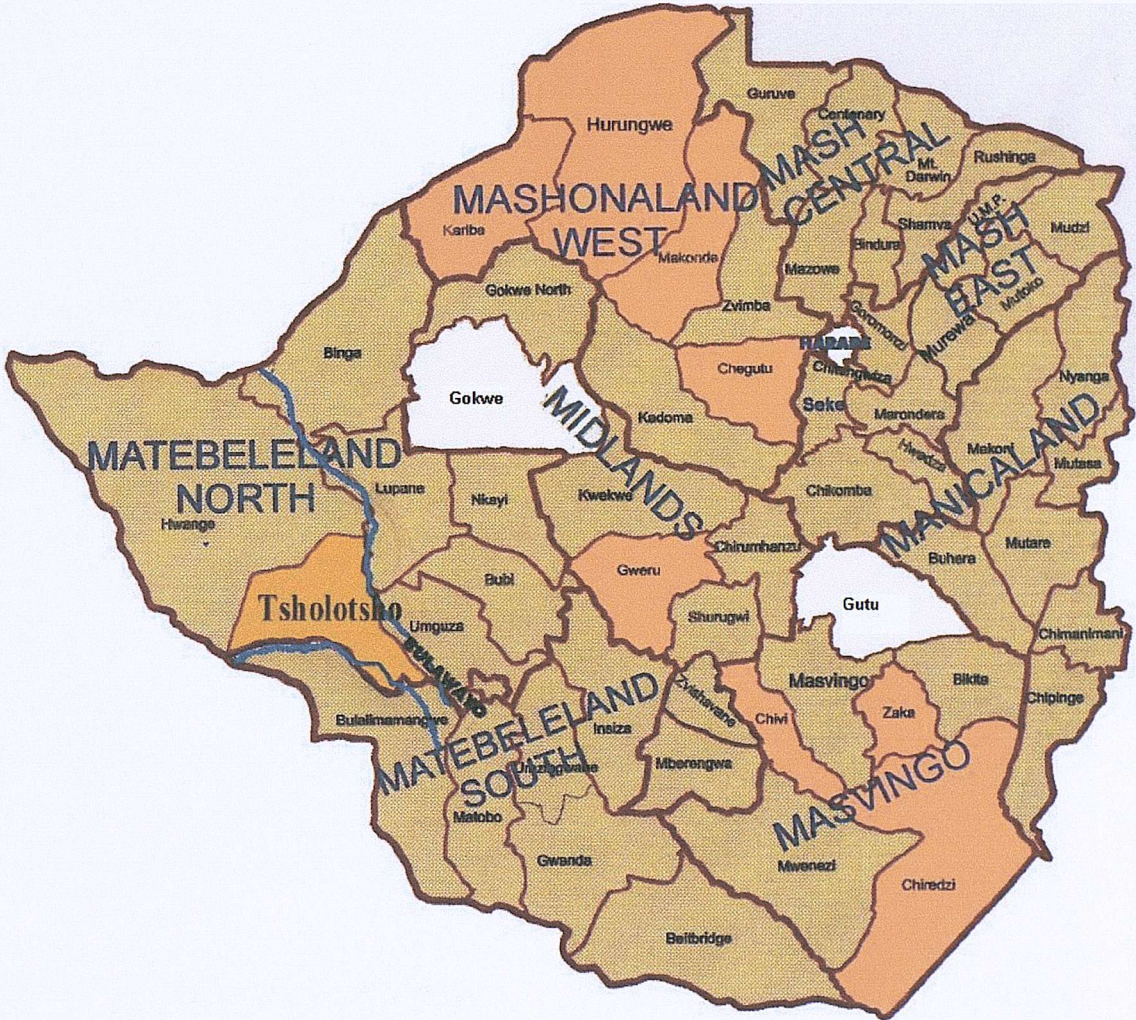 Guruve
Centenary
Hurungwe
MASH
CENTRAL
Mt.
Darwin
Rushinga
MASHONALAND
WEST
Kariba
Makonda
Shamva
U.M.P.
Mudzi
Bindura
MASH
EAST
Mazowe
Gokwe North
Zvimba
Mutoko
Goromonzi
Murewa
HARARE
Binga
Chegutu
Chitungwiza
Nyanga
Gokwe
MIDLANDS
Kadoma
Seke
Marondera
MATEBELELAND
NORTH
Hwedza
Makoni
Mutasa
MANICALAND
Lupane
Nkayi
Kwekwe
Chikomba
Hwange
Chirumhanzu
Mutare
Buhera
Gweru
Bubi
Tsholotsho
Gutu
Umguza
Shurugwi
Chimanimani
BULAWAYO
Masvingo
Bikita
Zvishavane
Chivi
Zaka
Chipinge
Bulalimamangwe
MATEBELELAND
SOUTH
Insiza
Umzingwane
Mberengwa
MASVINGO
Matobo
Gwanda
Mwenezi
Chiredzi
Beitbridge